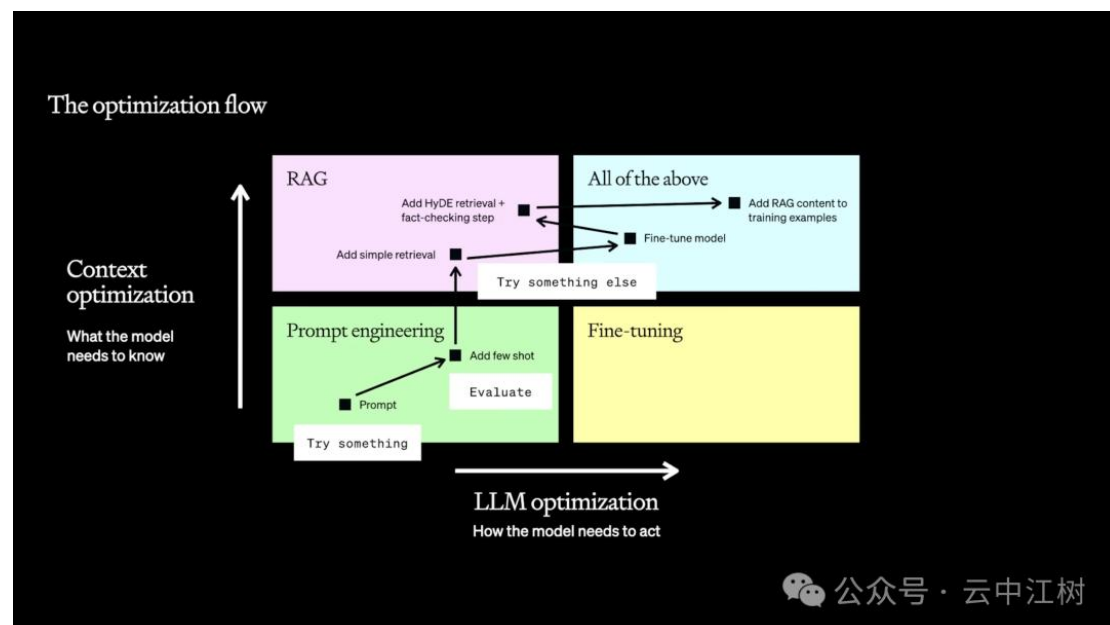 The optimization flow
RAG
Add HyDE retrieval +
fact-checking step
Add simple retrieval
All of the above
Add RAG content to
training examples
Fine-tune model
Try something else
Context
optimization
What the model
needs to know
Prompt engineering
Add few shot
Evaluate
Prompt
Try something
Fine-tuning
LLM optimization
How the model needs to act
公众号 · 云中江树